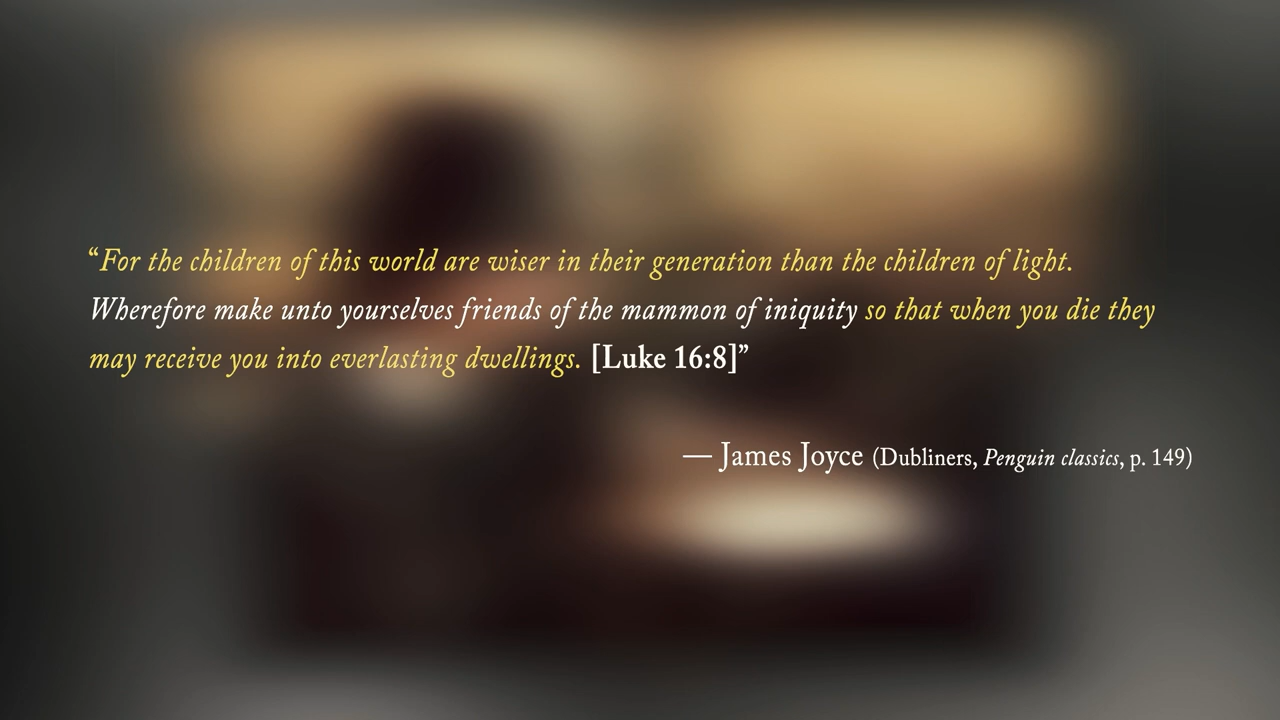 “For the children of this world are wiser in their generation than the children of light.
Wherefore make unto yourselves friends of the mammon of iniquity so that when you die they
may receive you into everlasting dwellings. [Luke 16:8]”
— James Joyce (Dubliners, Penguin classics, p. 149)